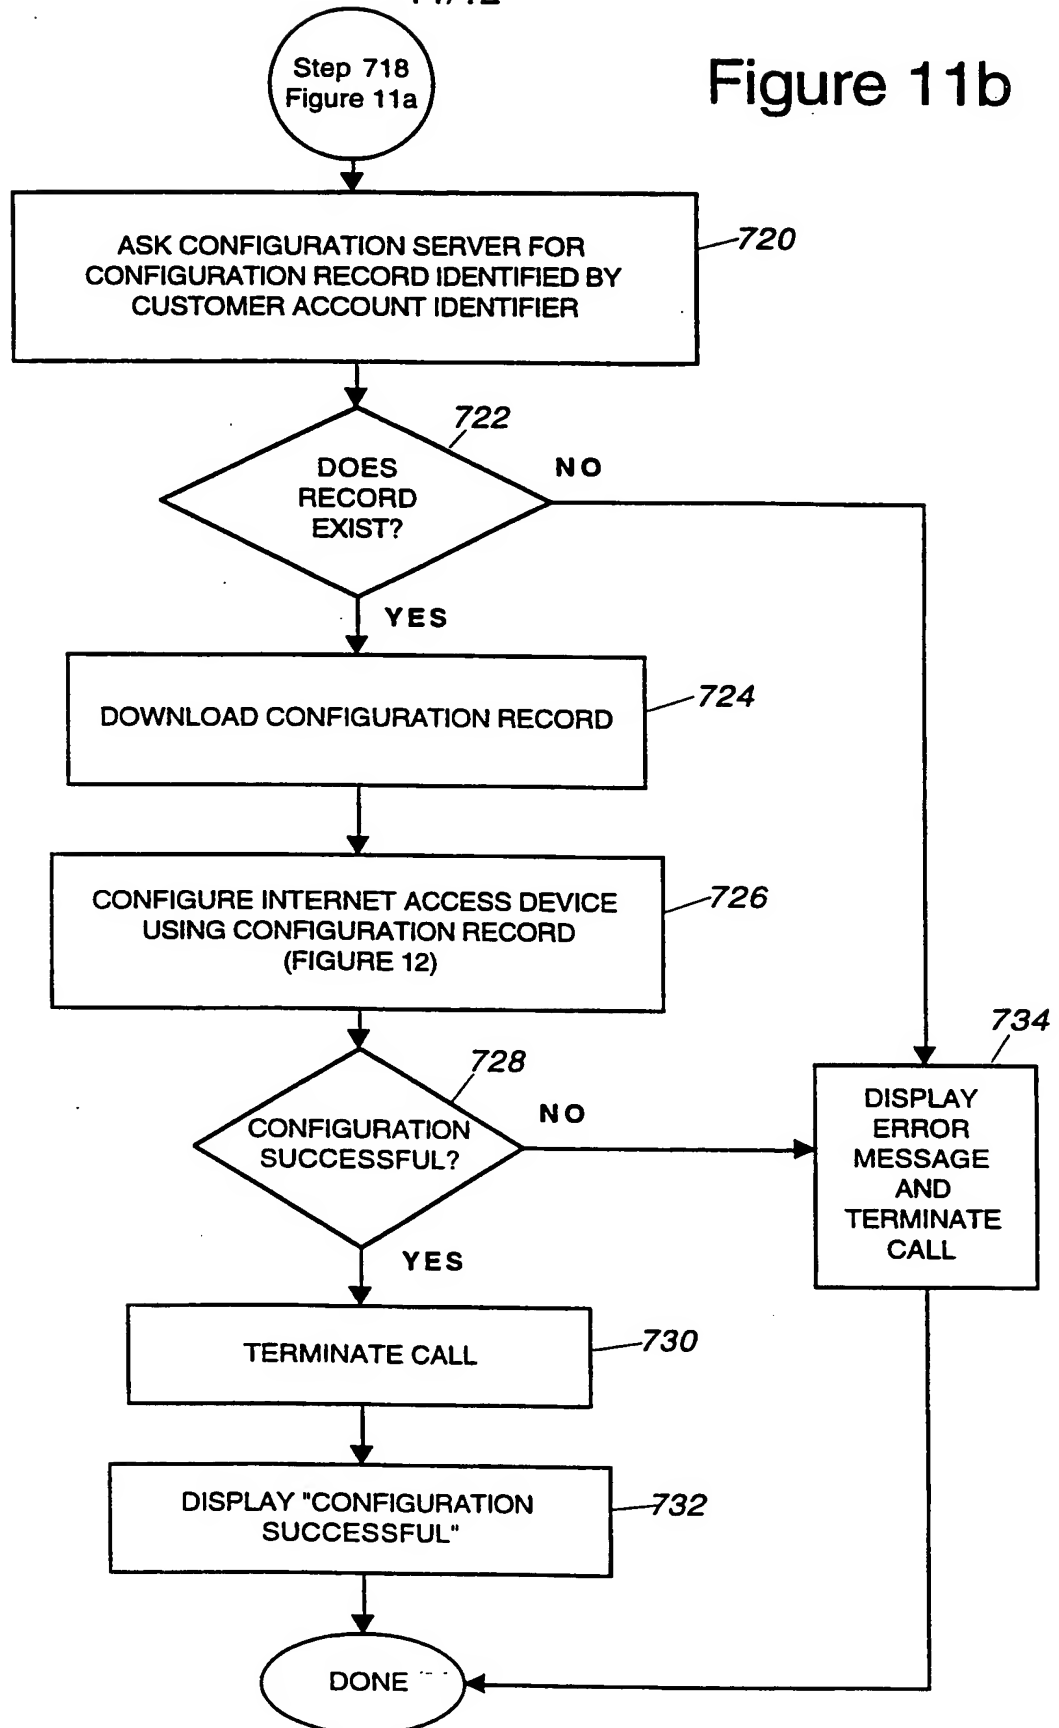 Step 718
Figure 11a
Figure 11b
ASK CONFIGURATION SERVER FOR
CONFIGURATION RECORD IDENTIFIED BY
CUSTOMER ACCOUNT IDENTIFIER
720
722
DOES
RECORD
EXIST?
NO
YES
DOWNLOAD CONFIGURATION RECORD
724
CONFIGURE INTERNET ACCESS DEVICE
USING CONFIGURATION RECORD
(FIGURE 12)
726
728
CONFIGURATION
SUCCESSFUL?
NO
YES
734
DISPLAY
ERROR
MESSAGE
AND
TERMINATE
CALL
TERMINATE CALL
730
DISPLAY "CONFIGURATION
SUCCESSFUL"
732
DONE